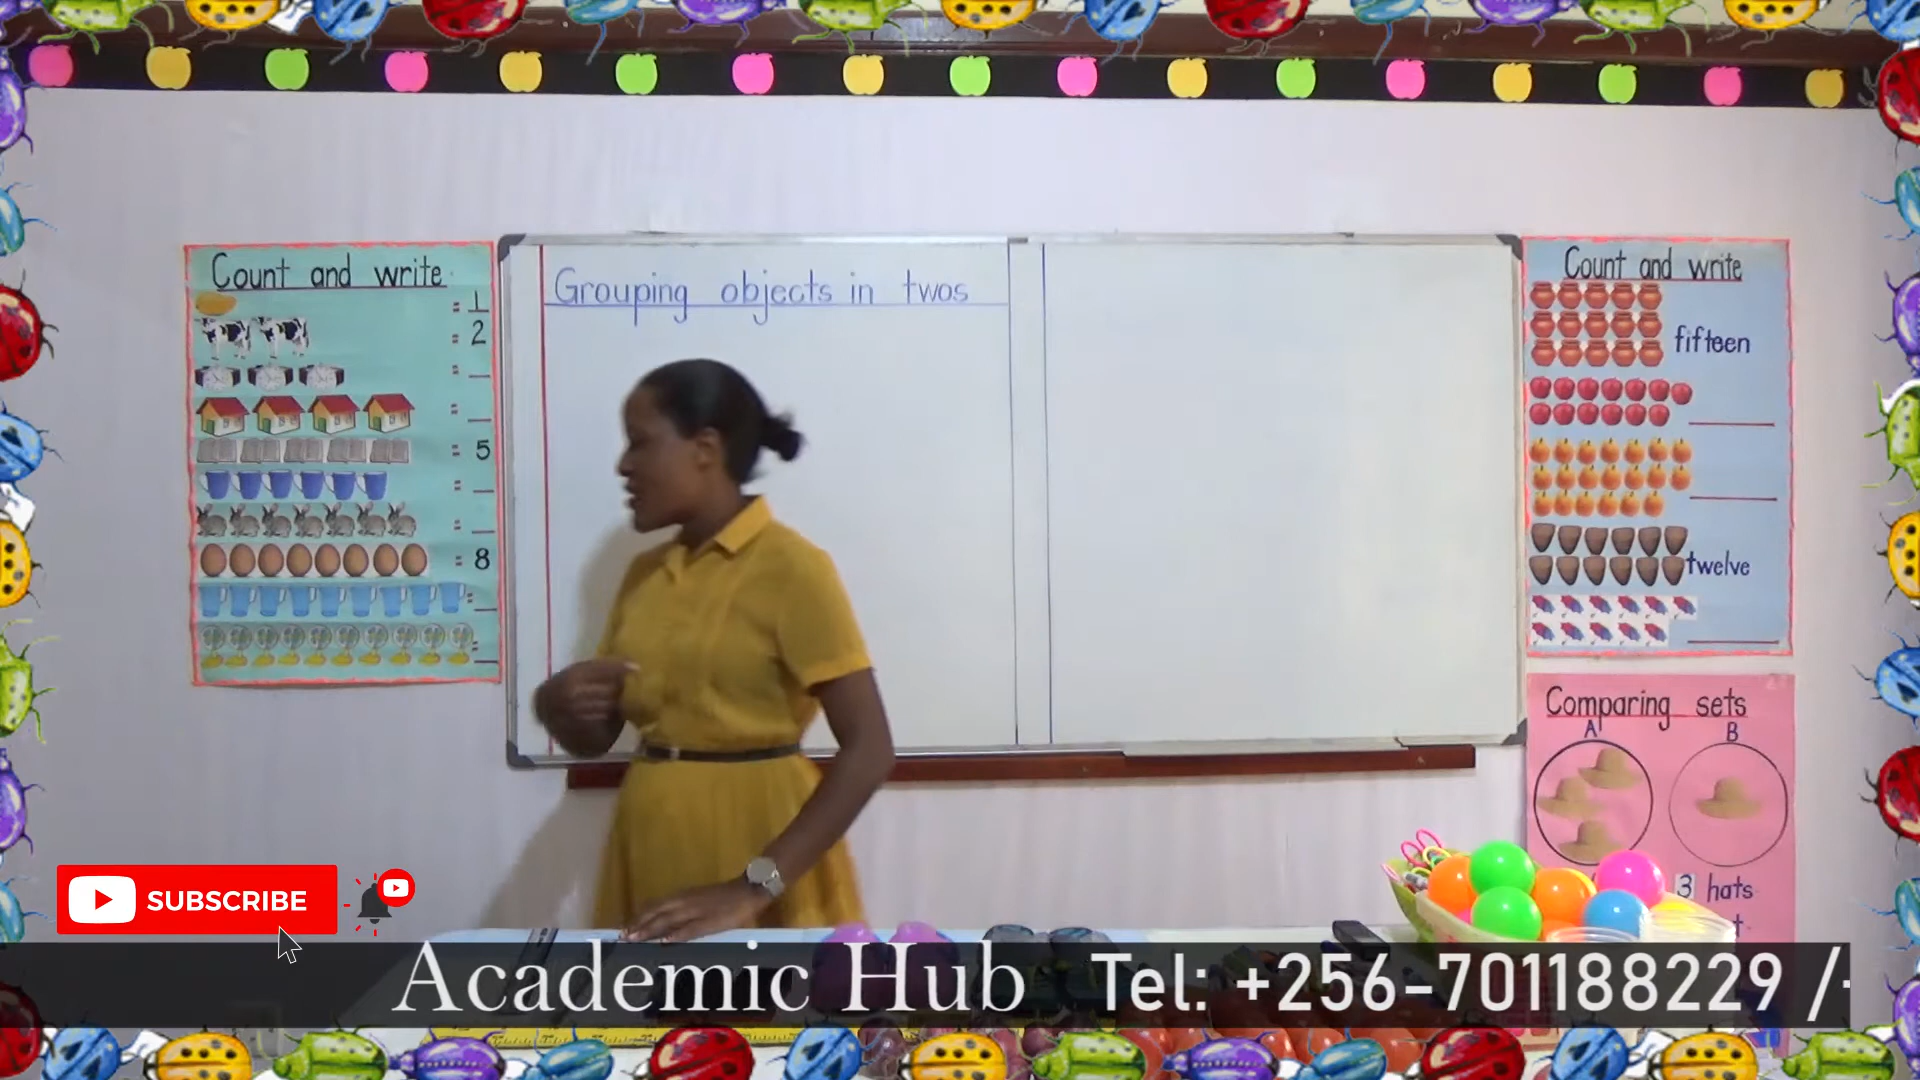 Count and write
= 1
= 2
=
=
= 5
=
=
= 8
=
=
Grouping objects in twos
Count and write
fifteen
twelve
Comparing sets
A B
3 hats
SUBSCRIBE
Academic Hub Tel: +256-701188229 /